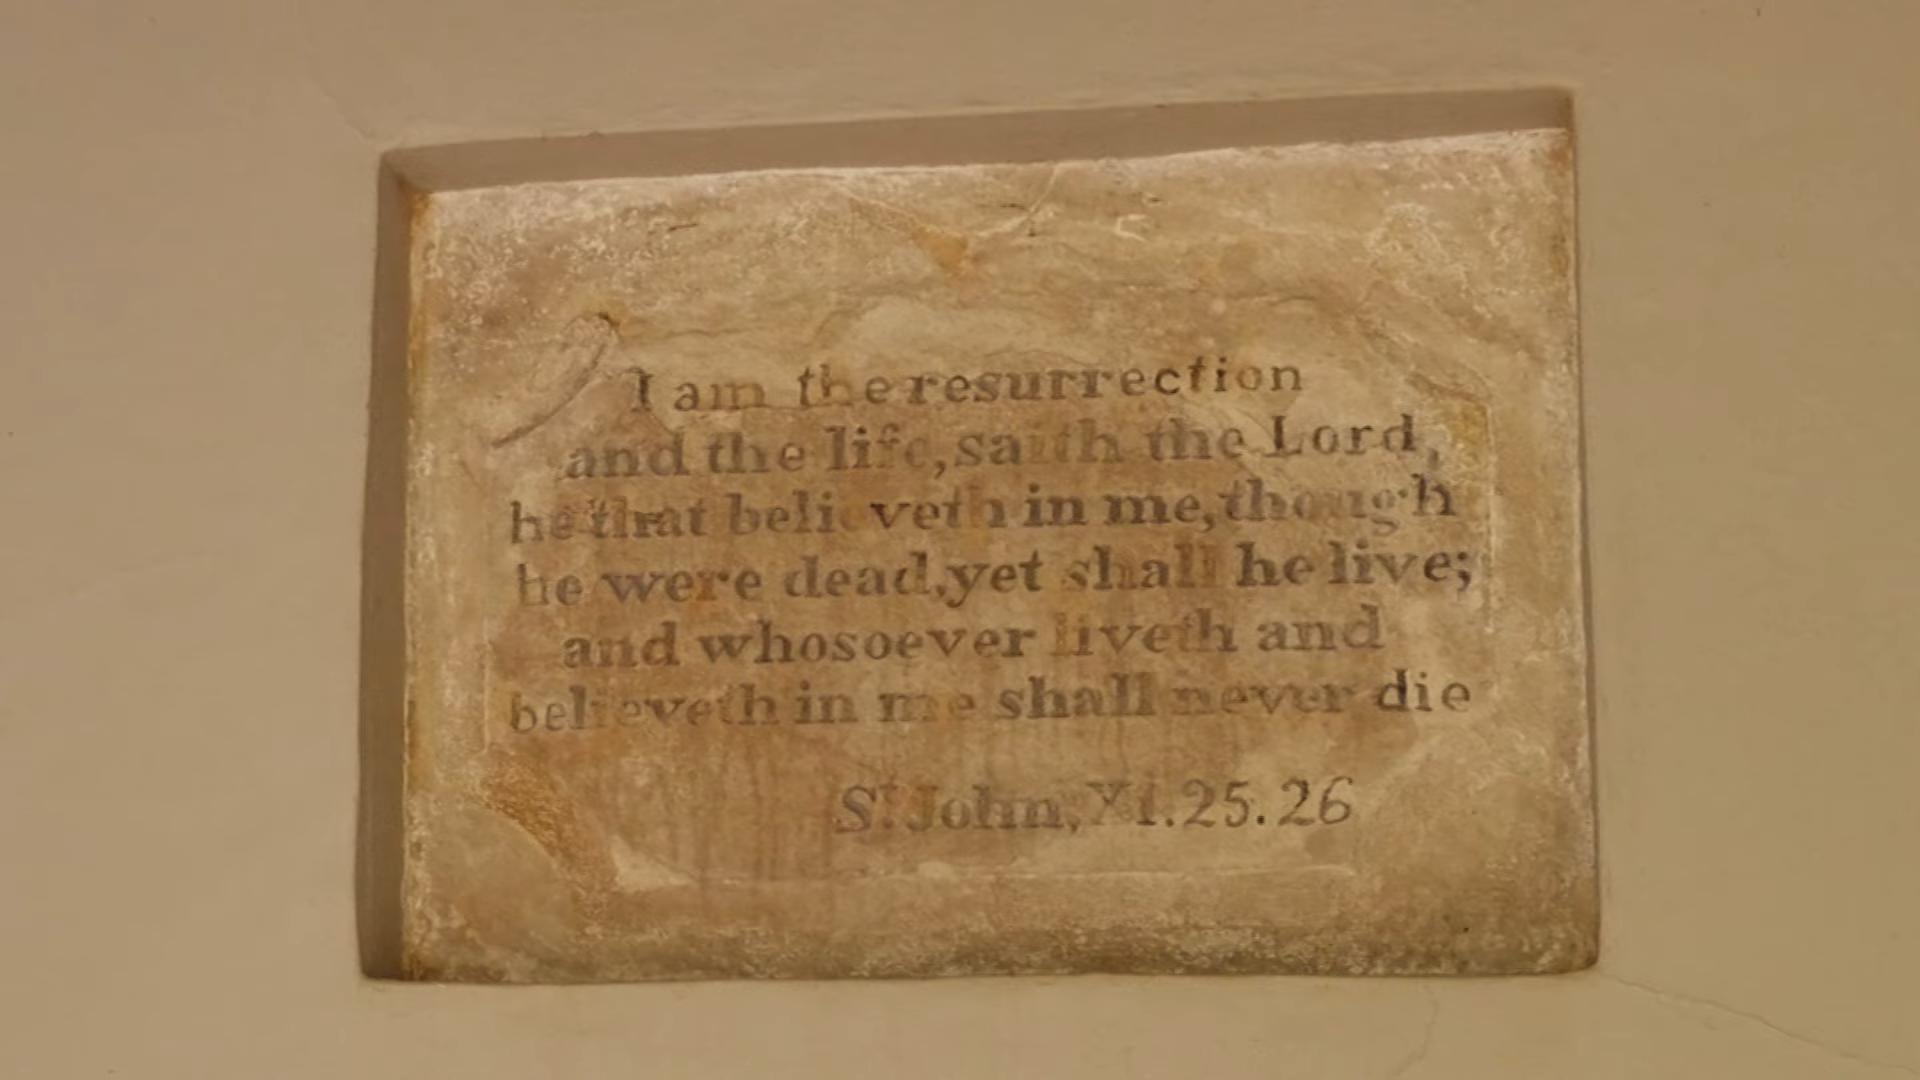 I am the resurrection
and the life, saith the Lord,
he that believeth in me, though
he were dead, yet shall he live;
and whosoever liveth and
believeth in me shall never die
St. John, XI. 25. 26